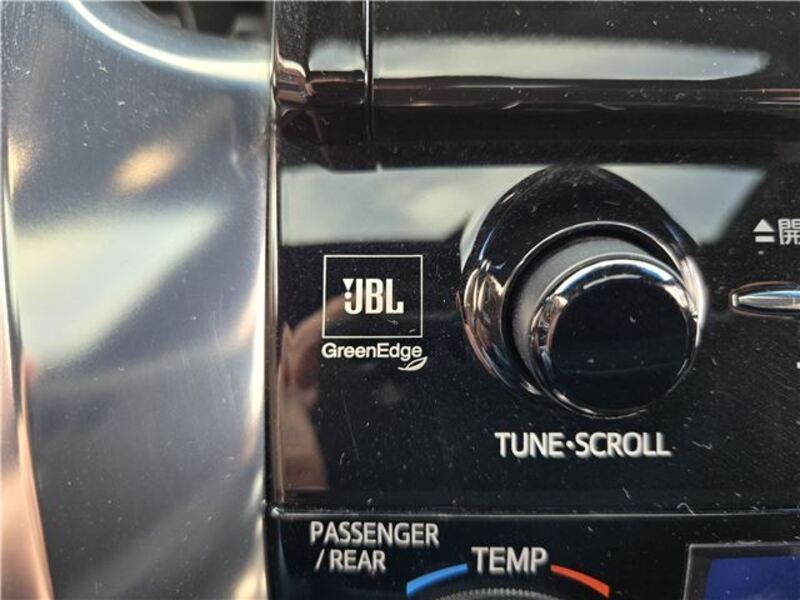 開
JBL
GreenEdge
TUNE•SCROLL
PASSENGER
/ REAR
TEMP